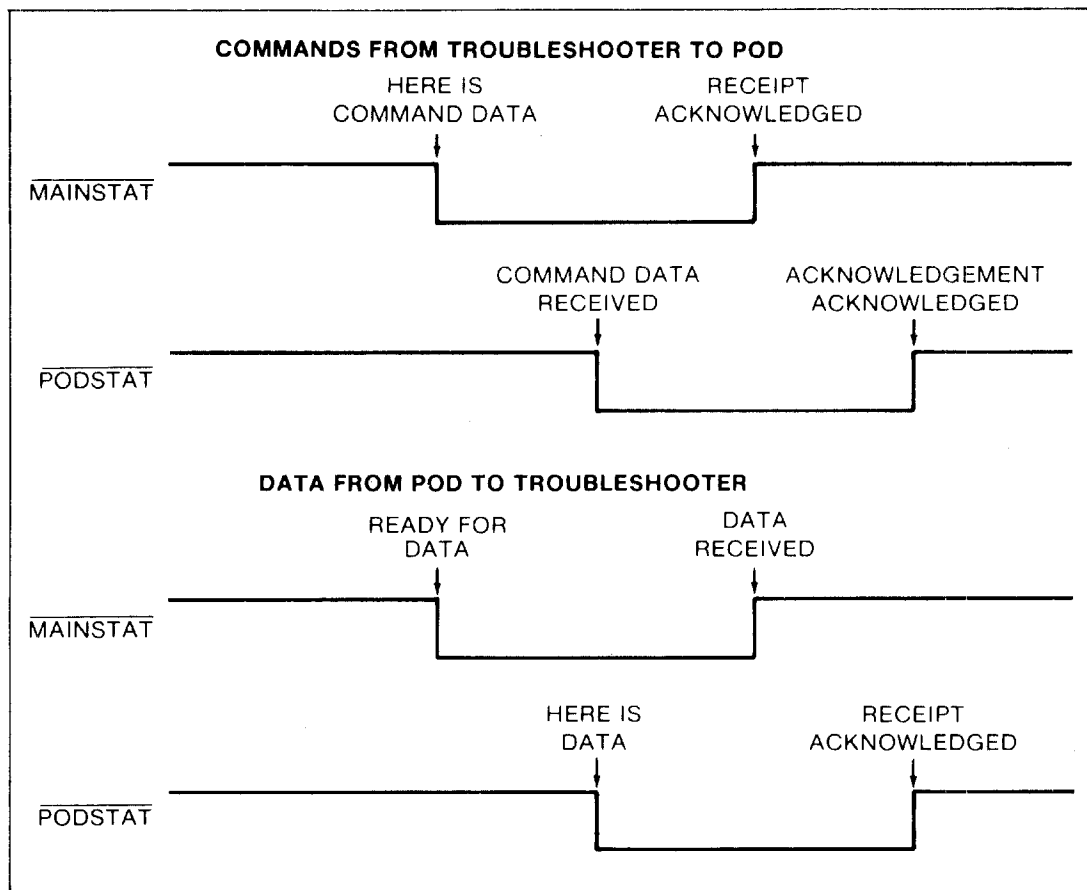 COMMANDS FROM TROUBLESHOOTER TO POD
HERE IS
COMMAND DATA
RECEIPT
ACKNOWLEDGED
MAINSTAT
COMMAND DATA
RECEIVED
ACKNOWLEDGEMENT
ACKNOWLEDGED
PODSTAT
DATA FROM POD TO TROUBLESHOOTER
READY FOR
DATA
DATA
RECEIVED
MAINSTAT
HERE IS
DATA
RECEIPT
ACKNOWLEDGED
PODSTAT